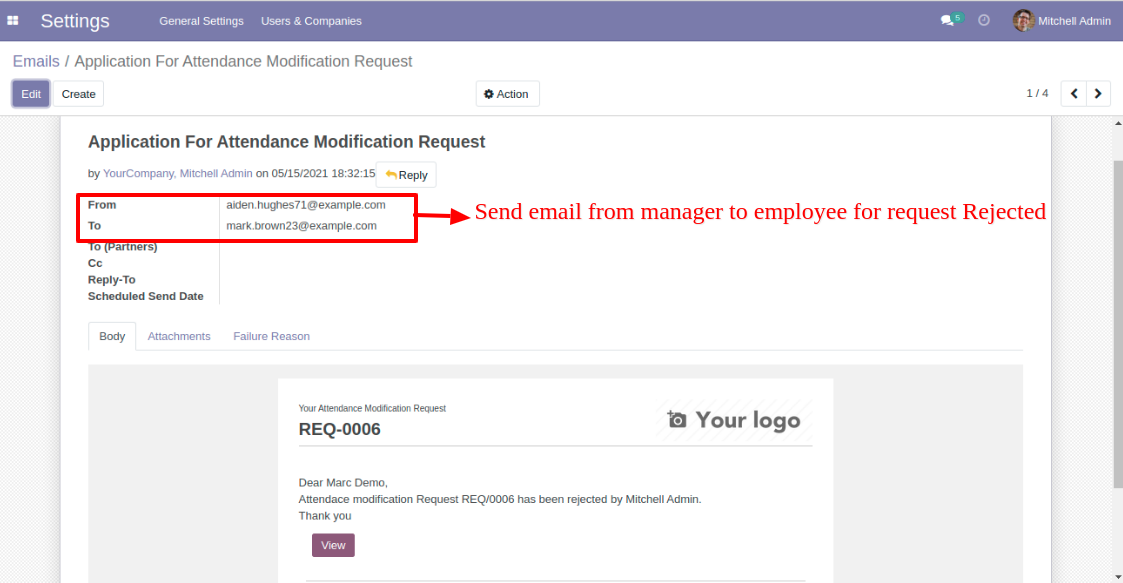 Settings General Settings Users & Companies 5 Mitchell Admin
Emails / Application For Attendance Modification Request
Edit Create Action 1 / 4
Application For Attendance Modification Request
by YourCompany, Mitchell Admin on 05/15/2021 18:32:15 Reply
From aiden.hughes71@example.com
Send email from manager to employee for request Rejected
To mark.brown23@example.com
To (Partners)
Cc
Reply-To
Scheduled Send Date
Body Attachments Failure Reason
Your Attendance Modification Request
Your logo
REQ-0006
Dear Marc Demo,
Attendace modification Request REQ/0006 has been rejected by Mitchell Admin.
Thank you
View